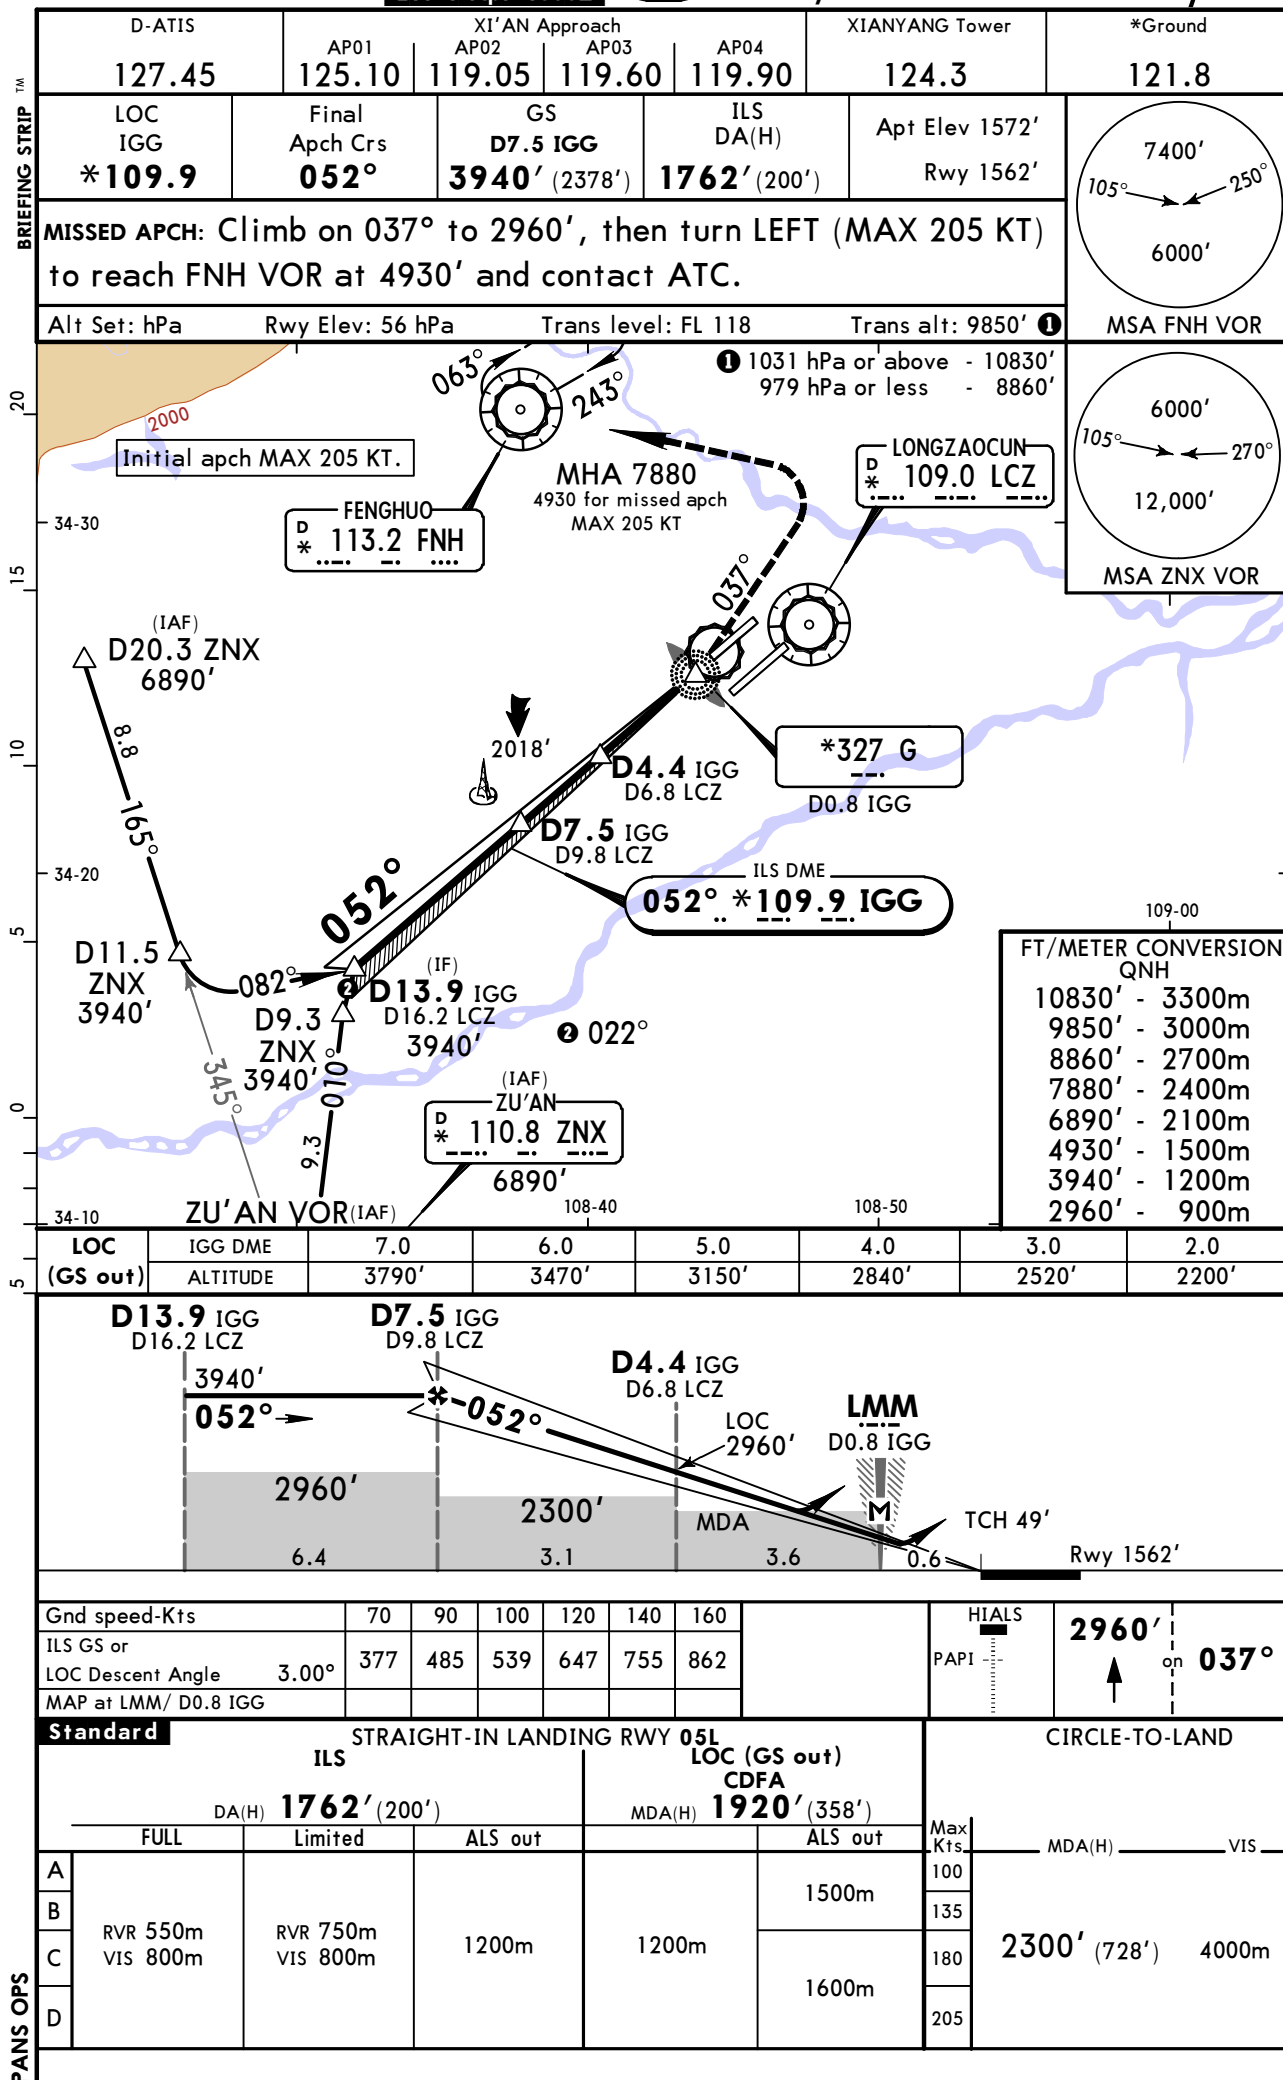 D-ATIS XI'AN Approach XIANYANG Tower *Ground
AP01 AP02 AP03 AP04
127.45 125.10 119.05 119.60 119.90 124.3 121.8
BRIEFING STRIP TM
LOC Final GS ILS Apt Elev 1572'
IGG Apch Crs D7.5 IGG DA(H)
*109.9 052° 3940' (2378') 1762' (200') Rwy 1562'
7400'
105° 250°
6000'
MSA FNH VOR
MISSED APCH: Climb on 037° to 2960', then turn LEFT (MAX 205 KT)
to reach FNH VOR at 4930' and contact ATC.
Alt Set: hPa Rwy Elev: 56 hPa Trans level: FL 118 Trans alt: 9850' ❶
❶ 1031 hPa or above - 10830'
979 hPa or less - 8860'
6000'
105° 270°
12,000'
MSA ZNX VOR
063°
243°
20
2000
Initial apch MAX 205 KT.
MHA 7880
4930 for missed apch
MAX 205 KT
LONGZAOCUN
D
* 109.0 LCZ
FENGHUO
D
* 113.2 FNH
34-30
15
037°
(IAF)
D20.3 ZNX
6890'
8.8
165°
2018'
10
D4.4 IGG
D6.8 LCZ
*327 G
D0.8 IGG
D7.5 IGG
D9.8 LCZ
34-20
052°
ILS DME
052° *109.9 IGG
109-00
5
D11.5
ZNX
3940'
082°
(IF)
❷ D13.9 IGG
D16.2 LCZ
3940'
D9.3
ZNX
3940'
❷ 022°
345°
010°
9.3
0
(IAF)
ZU'AN
D
* 110.8 ZNX
6890'
ZU'AN VOR(IAF)
34-10
108-40
108-50
FT/METER CONVERSION
QNH
10830' - 3300m
9850' - 3000m
8860' - 2700m
7880' - 2400m
6890' - 2100m
4930' - 1500m
3940' - 1200m
2960' - 900m
5
LOC IGG DME 7.0 6.0 5.0 4.0 3.0 2.0
(GS out) ALTITUDE 3790' 3470' 3150' 2840' 2520' 2200'
D13.9 IGG
D16.2 LCZ
D7.5 IGG
D9.8 LCZ
D4.4 IGG
D6.8 LCZ
3940'
052°
052°
LOC
2960'
LMM
D0.8 IGG
M
TCH 49'
2960'
2300'
MDA
6.4 3.1 3.6 0.6
Rwy 1562'
Gnd speed-Kts 70 90 100 120 140 160
ILS GS or
LOC Descent Angle 3.00° 377 485 539 647 755 862
MAP at LMM/ D0.8 IGG
HIALS
PAPI
2960' on 037°
Standard STRAIGHT-IN LANDING RWY 05L CIRCLE-TO-LAND
ILS LOC (GS out)
CDFA
DA(H) 1762' (200') MDA(H) 1920' (358')
FULL Limited ALS out ALS out Max Kts MDA(H) VIS
A 100
B 1500m 135
RVR 550m RVR 750m
VIS 800m VIS 800m 1200m 1200m
C 180 2300' (728') 4000m
1600m
D 205
PANS OPS